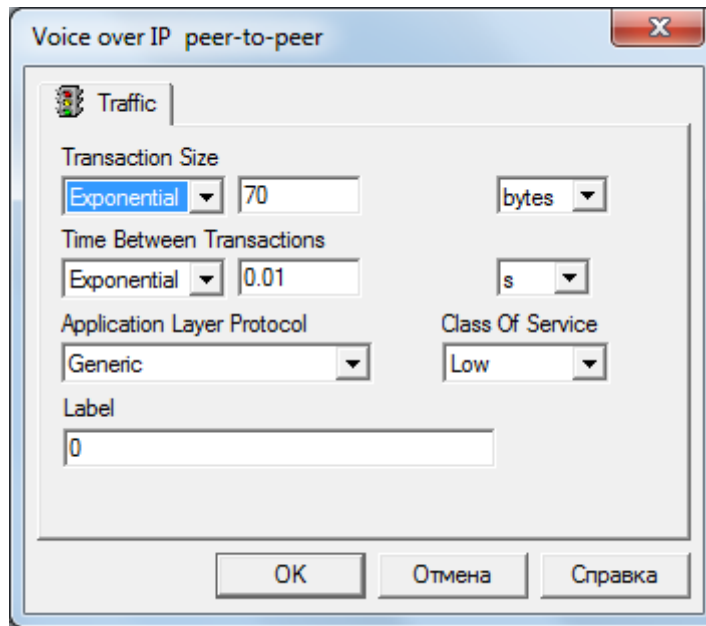 Voice over IP peer-to-peer
Traffic
Transaction Size
Exponential 70 bytes
Time Between Transactions
Exponential 0.01 s
Application Layer Protocol Class Of Service
Generic Low
Label
0
OK Отмена Справка